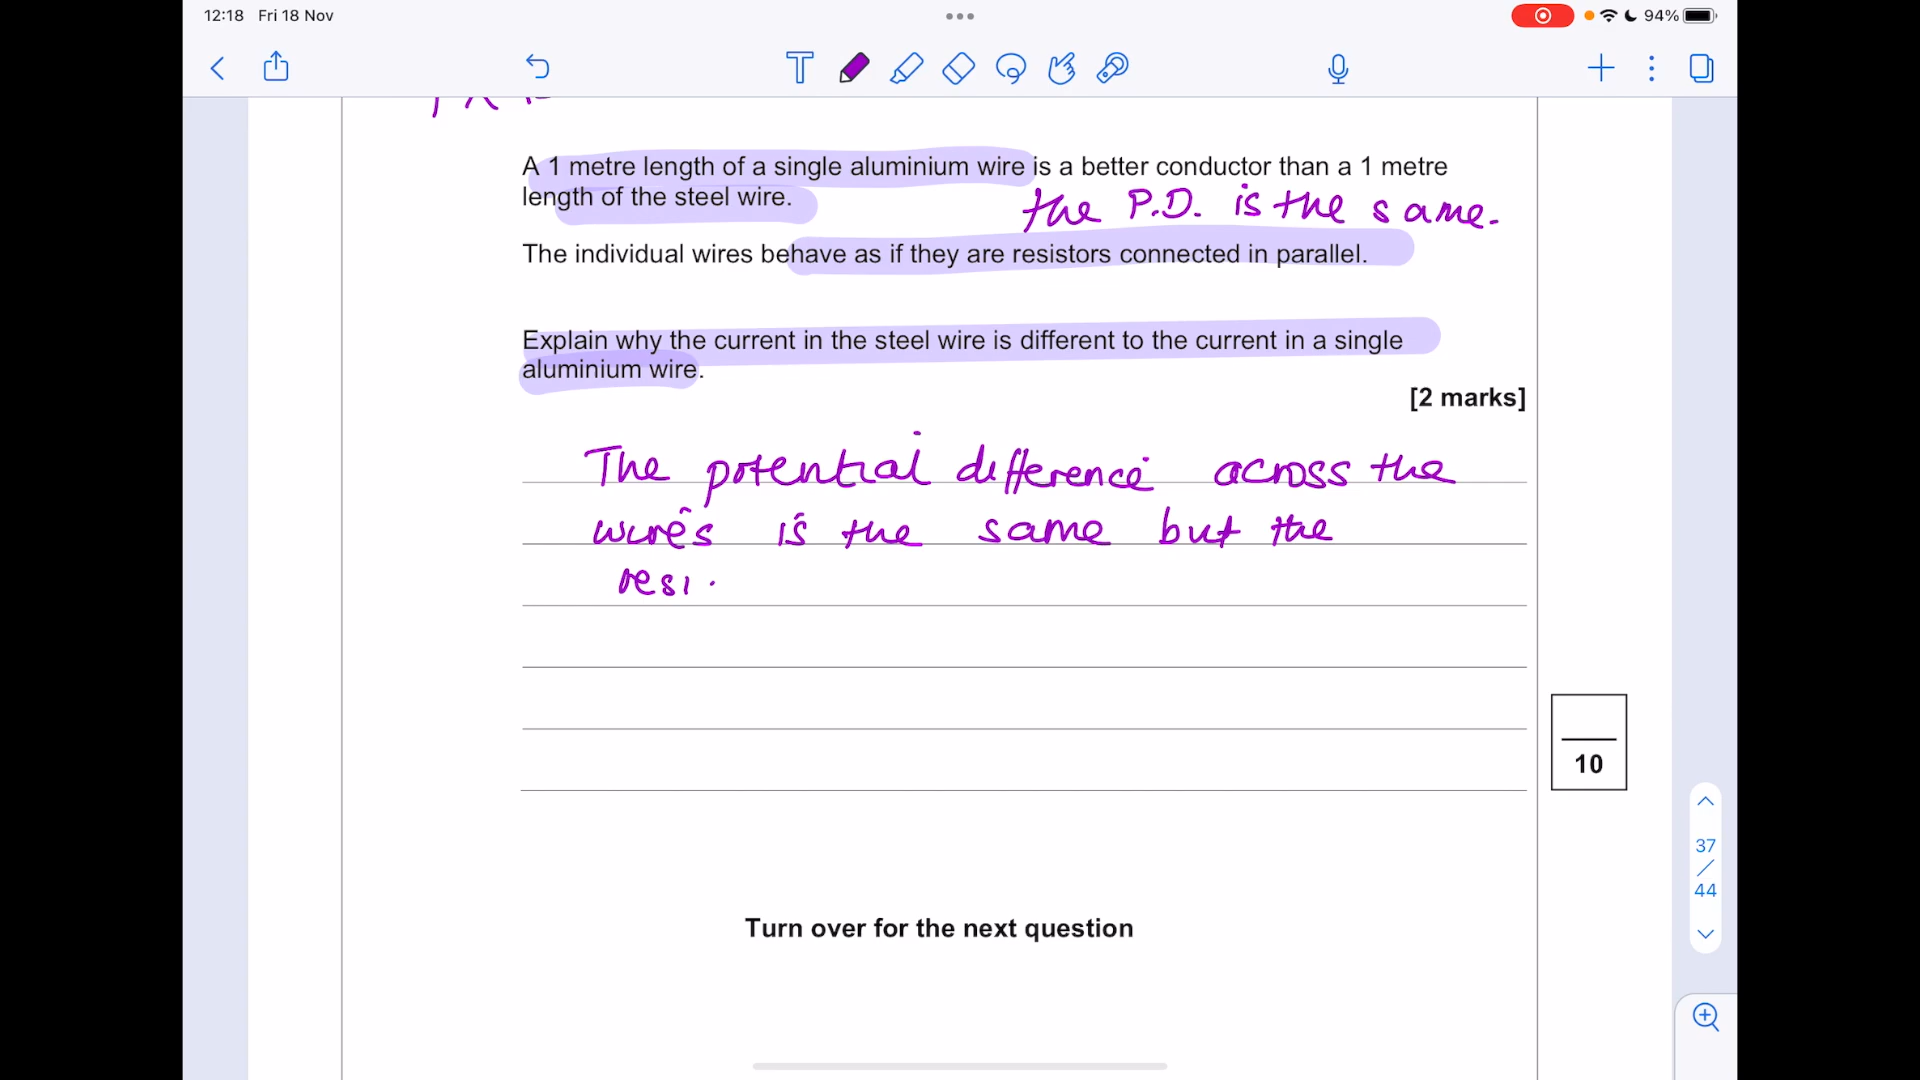 12:18 Fri 18 Nov
94%
A 1 metre length of a single aluminium wire is a better conductor than a 1 metre
length of the steel wire.
the P.D. is the same.
The individual wires behave as if they are resistors connected in parallel.
Explain why the current in the steel wire is different to the current in a single
aluminium wire.
[2 marks]
The potential difference across the
wires is the same but the
resi
10
37
44
Turn over for the next question